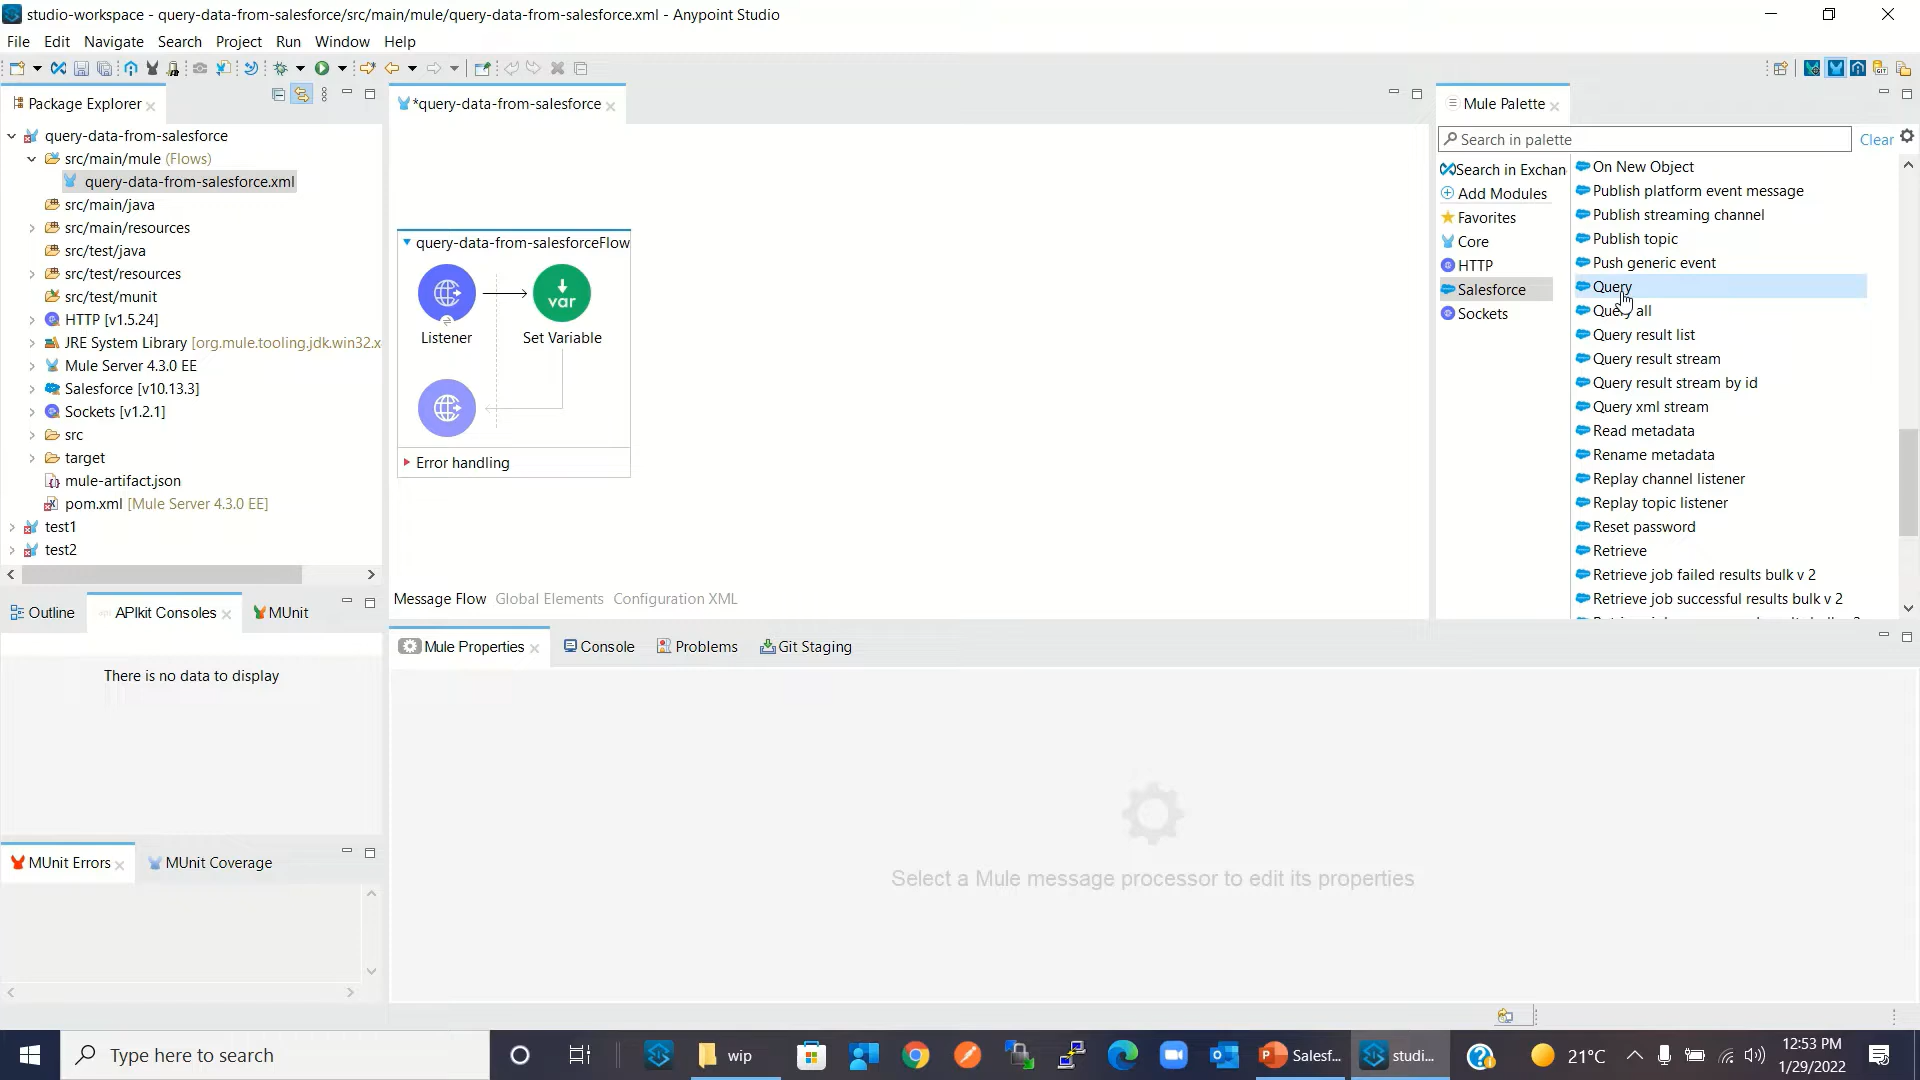 studio-workspace - query-data-from-salesforce/src/main/mule/query-data-from-salesforce.xml - Anypoint Studio
File Edit Navigate Search Project Run Window Help
Package Explorer
query-data-from-salesforce
src/main/mule (Flows)
query-data-from-salesforce.xml
src/main/java
src/main/resources
src/test/java
src/test/resources
src/test/munit
HTTP [v1.5.24]
JRE System Library [org.mule.tooling.jdk.win32.x
Mule Server 4.3.0 EE
Salesforce [v10.13.3]
Sockets [v1.2.1]
src
target
mule-artifact.json
pom.xml [Mule Server 4.3.0 EE]
test1
test2
Outline APIkit Consoles MUnit
There is no data to display
MUnit Errors MUnit Coverage
*query-data-from-salesforce
query-data-from-salesforceFlow
var
Listener Set Variable
Error handling
Message Flow Global Elements Configuration XML
Mule Properties Console Problems Git Staging
Select a Mule message processor to edit its properties
Mule Palette
Search in palette Clear
Search in Exchan
Add Modules
Favorites
Core
HTTP
Salesforce
Sockets
On New Object
Publish platform event message
Publish streaming channel
Publish topic
Push generic event
Query
Query all
Query result list
Query result stream
Query result stream by id
Query xml stream
Read metadata
Rename metadata
Replay channel listener
Replay topic listener
Reset password
Retrieve
Retrieve job failed results bulk v 2
Retrieve job successful results bulk v 2
Type here to search
wip
Salesf...
studi...
21°C
12:53 PM
1/29/2022